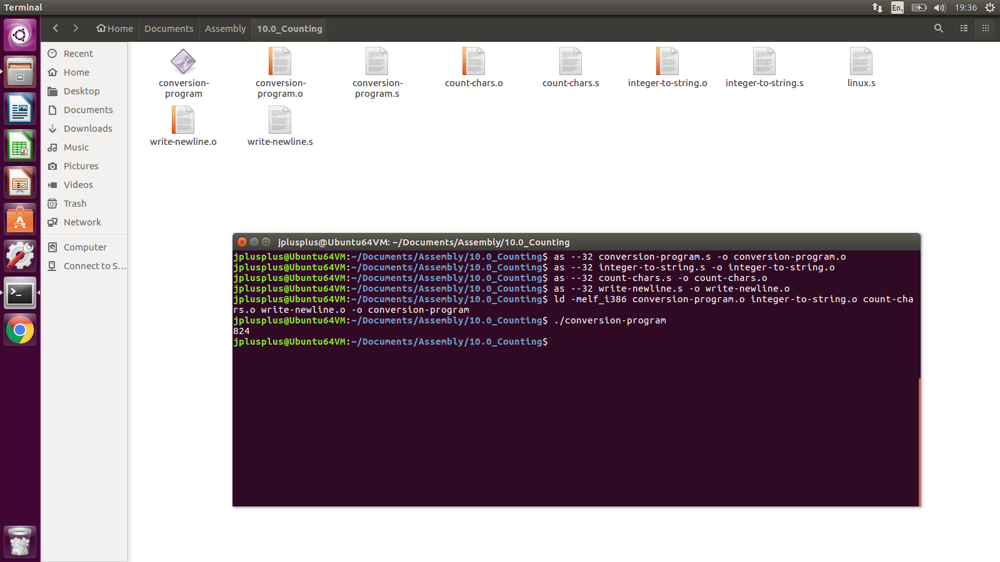 Terminal
En₁
19:36
Home
Documents
Assembly
10.0_Counting
Recent
Home
Desktop
Documents
Downloads
Music
Pictures
Videos
Trash
Network
Computer
Connect to S…
conversion-
program
conversion-
program.o
conversion-
program.s
count-chars.o
count-chars.s
integer-to-string.o
integer-to-string.s
linux.s
write-newline.o
write-newline.s
jplusplus@Ubuntu64VM: ~/Documents/Assembly/10.0_Counting
jplusplus@Ubuntu64VM:~/Documents/Assembly/10.0_Counting$ as --32 conversion-program.s -o conversion-program.o
jplusplus@Ubuntu64VM:~/Documents/Assembly/10.0_Counting$ as --32 integer-to-string.s -o integer-to-string.o
jplusplus@Ubuntu64VM:~/Documents/Assembly/10.0_Counting$ as --32 count-chars.s -o count-chars.o
jplusplus@Ubuntu64VM:~/Documents/Assembly/10.0_Counting$ as --32 write-newline.s -o write-newline.o
jplusplus@Ubuntu64VM:~/Documents/Assembly/10.0_Counting$ ld -melf_i386 conversion-program.o integer-to-string.o count-cha
rs.o write-newline.o -o conversion-program
jplusplus@Ubuntu64VM:~/Documents/Assembly/10.0_Counting$ ./conversion-program
824
jplusplus@Ubuntu64VM:~/Documents/Assembly/10.0_Counting$